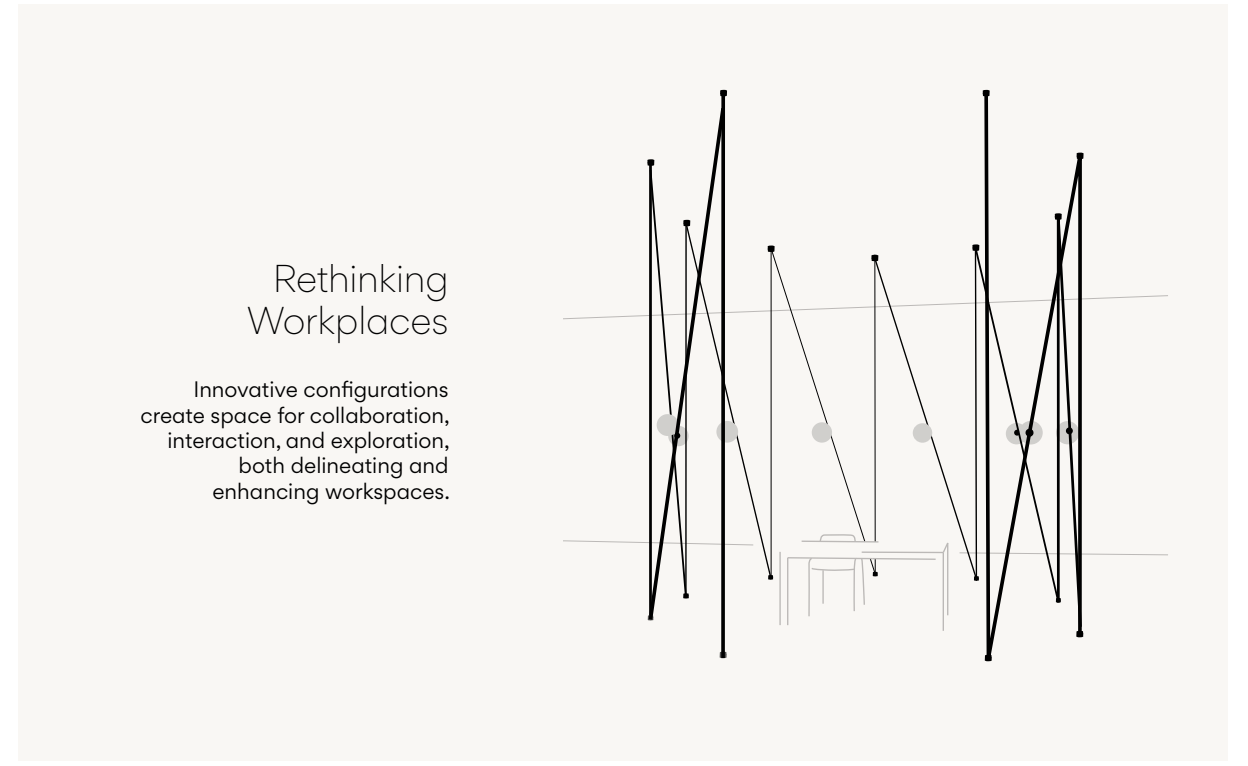 Rethinking
Workplaces
Innovative configurations
create space for collaboration,
interaction, and exploration,
both delineating and
enhancing workspaces.